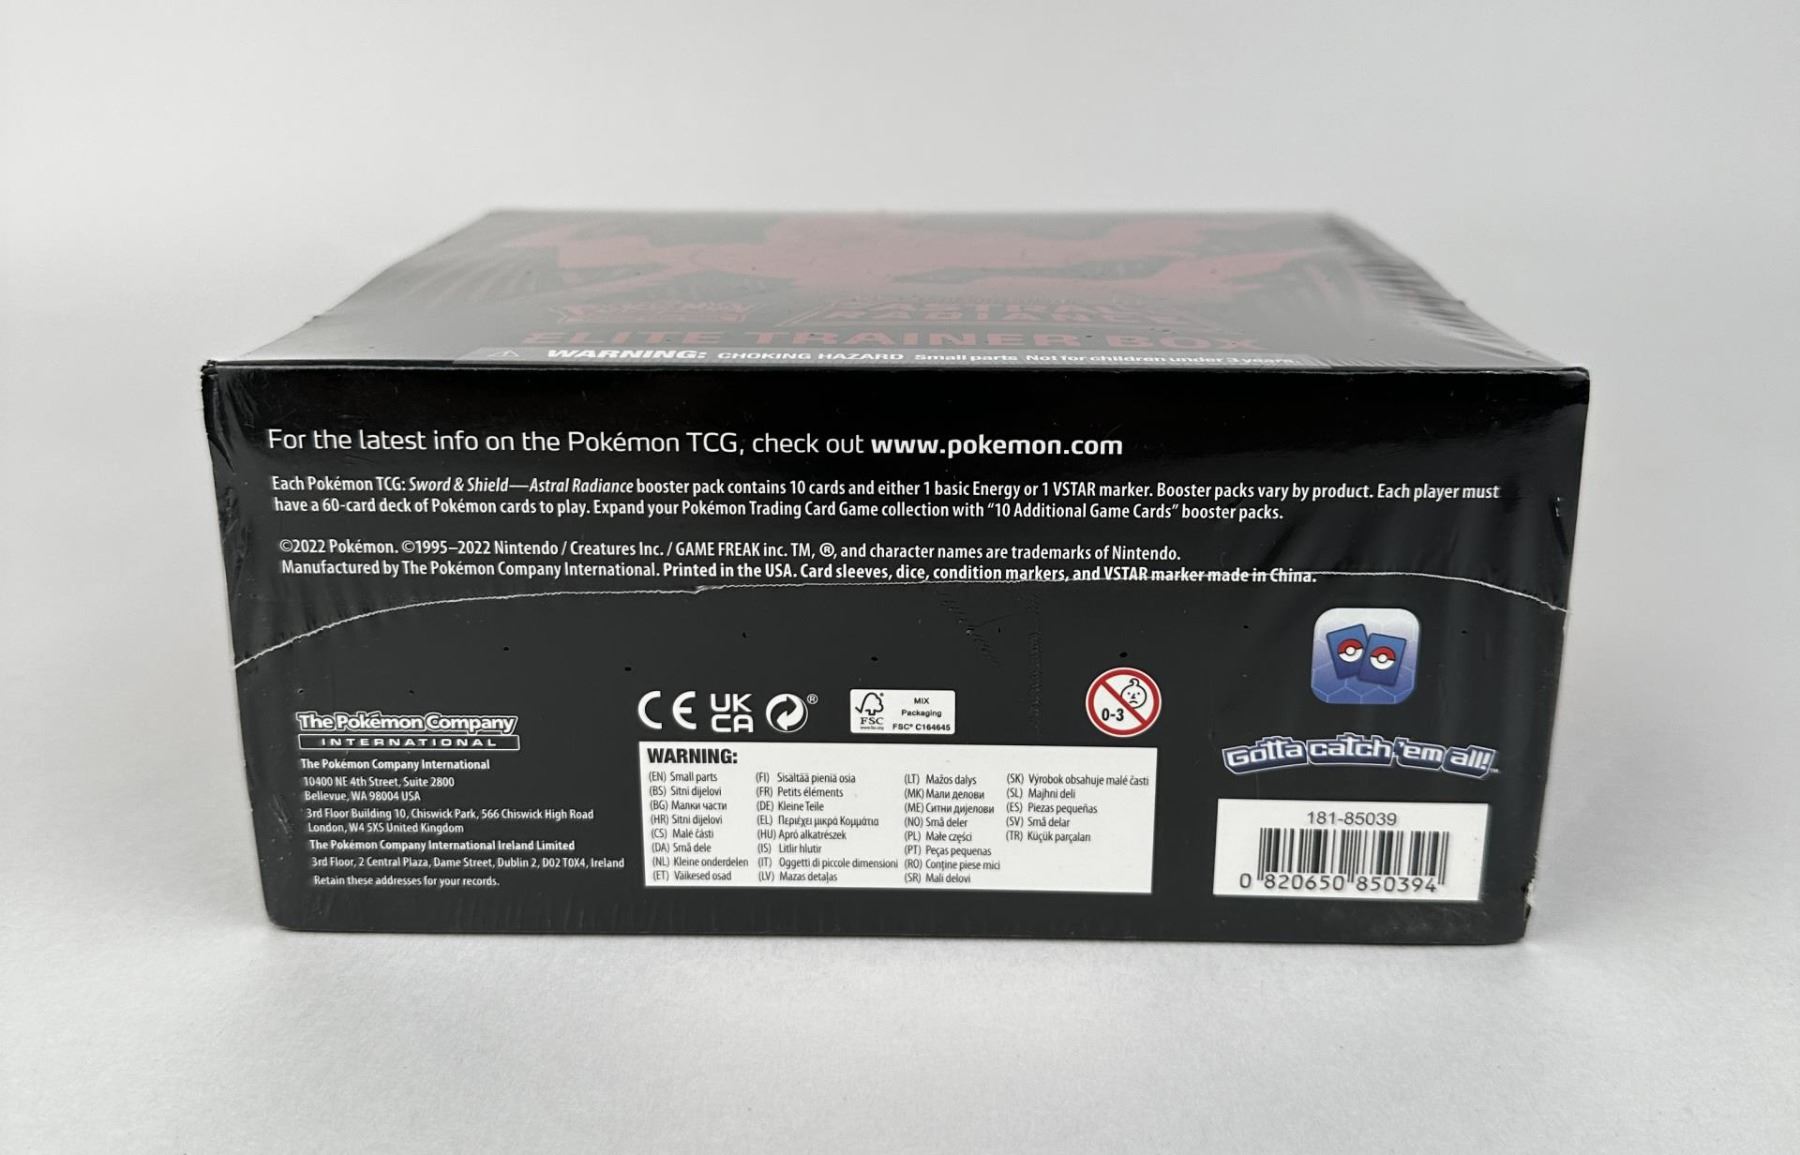 ASTRAL
RADIANCE
ELITE TRAINER BOX
WARNING: CHOKING HAZARD Small parts Not for children under 3 years.
For the latest info on the Pokémon TCG, check out www.pokemon.com
Each Pokémon TCG: Sword & Shield—Astral Radiance booster pack contains 10 cards and either 1 basic Energy or 1 VSTAR marker. Booster packs vary by product. Each player must
have a 60-card deck of Pokémon cards to play. Expand your Pokémon Trading Card Game collection with “10 Additional Game Cards” booster packs.
©2022 Pokémon. ©1995–2022 Nintendo / Creatures Inc. / GAME FREAK inc. TM, ®, and character names are trademarks of Nintendo.
Manufactured by The Pokémon Company International. Printed in the USA. Card sleeves, dice, condition markers, and VSTAR marker made in China.
The Pokémon Company
INTERNATIONAL
The Pokémon Company International
10400 NE 4th Street, Suite 2800
Bellevue, WA 98004 USA
3rd Floor Building 10, Chiswick Park, 566 Chiswick High Road
London, W4 5XS United Kingdom
The Pokémon Company International Ireland Limited
3rd Floor, 2 Central Plaza, Dame Street, Dublin 2, D02 T0X4, Ireland
Retain these addresses for your records.
CE UK CA ®
FSC
MIX
Packaging
FSC® C164645
0-3
WARNING:
(EN) Small parts
(BS) Sitni dijelovi
(BG) Малки части
(HR) Sitni dijelovi
(CS) Malé části
(DA) Små dele
(NL) Kleine onderdelen
(ET) Väikesed osad
(FI) Sisältää pieniä osia
(FR) Petits éléments
(DE) Kleine Teile
(EL) Περιέχει μικρά Κομμάτια
(HU) Apró alkatrészek
(IS) Litlir hlutir
(IT) Oggetti di piccole dimensioni
(LV) Mazas detaļas
(LT) Mažos dalys
(MK) Мали делови
(ME) Ситни дијелови
(NO) Små deler
(PL) Małe części
(PT) Peças pequenas
(RO) Conține piese mici
(SR) Mali delovi
(SK) Výrobok obsahuje malé časti
(SL) Majhni deli
(ES) Piezas pequeñas
(SV) Små delar
(TR) Küçük parçaları
Gotta catch 'em all!
181-85039
0 820650 850394